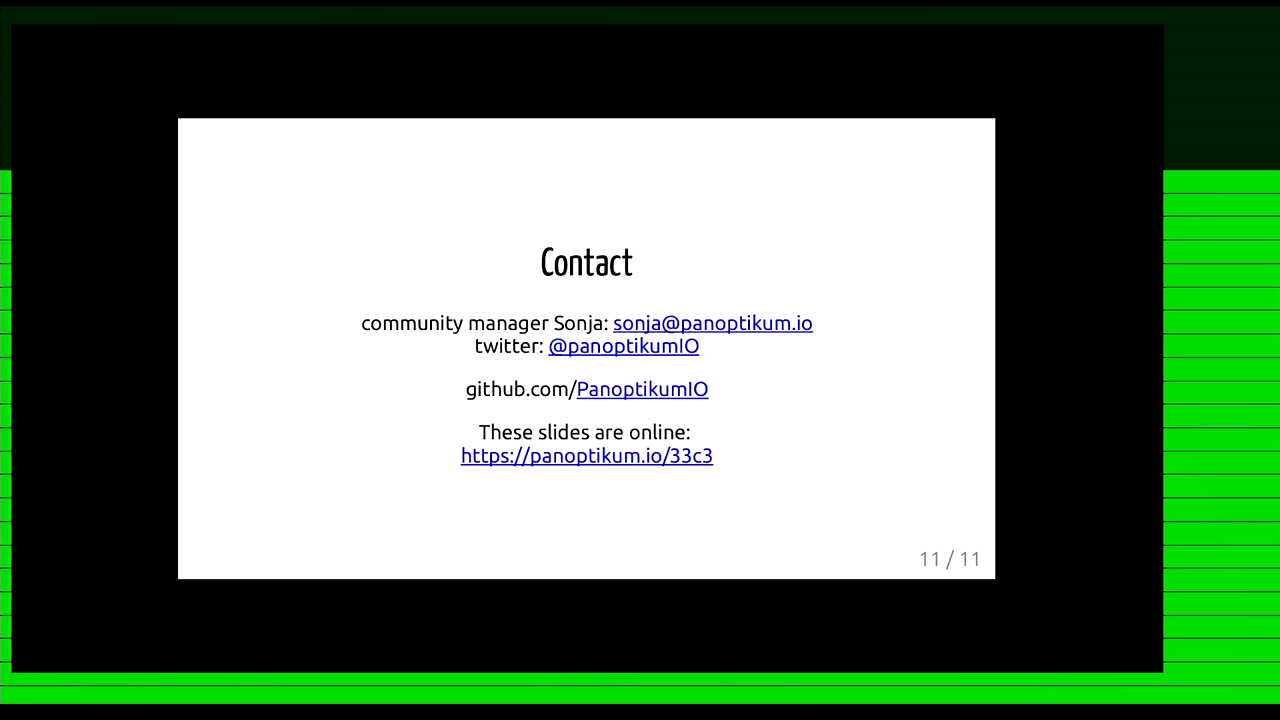 Contact
community manager Sonja: sonja@panoptikum.io
twitter: @panoptikumIO
github.com/PanoptikumIO
These slides are online:
https://panoptikum.io/33c3
11 / 11